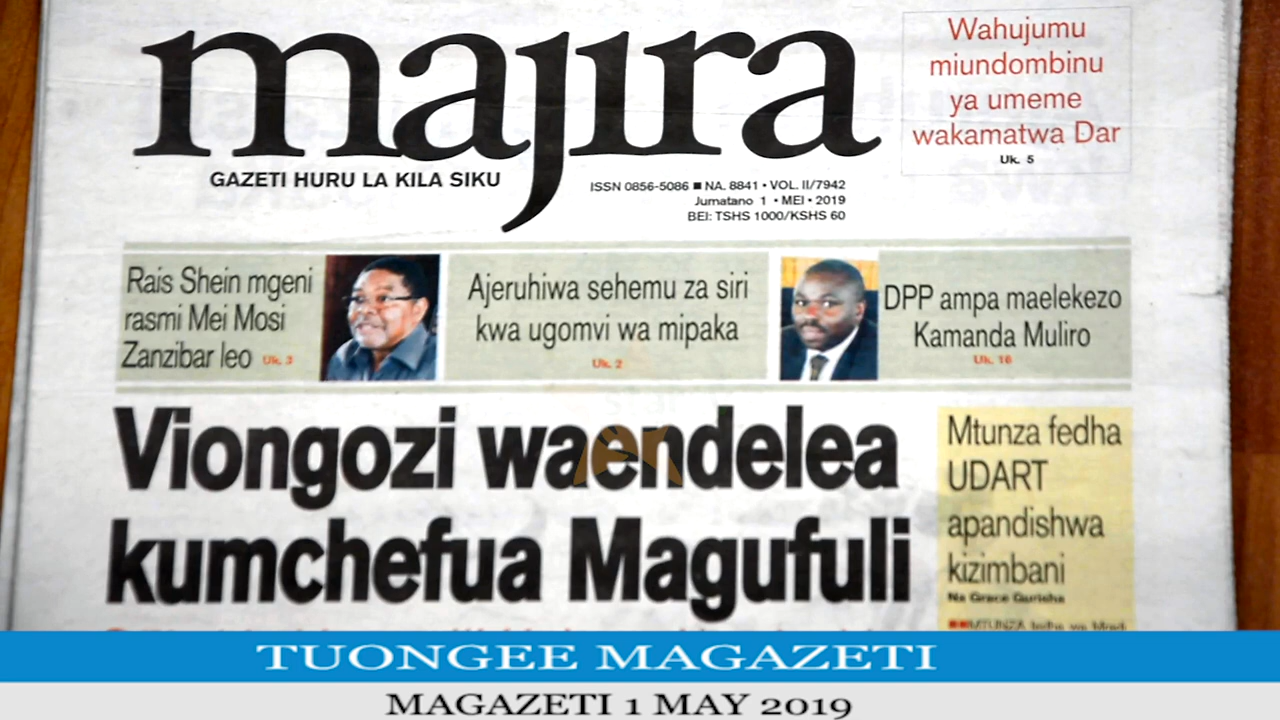 majira
GAZETI HURU LA KILA SIKU
ISSN 0856-5086 ■ NA. 8841 • VOL. II/7942
Jumatano 1 • MEI • 2019
BEI: TSHS 1000/KSHS 60
Wahujumu
miundombinu
ya umeme
wakamatwa Dar
Uk. 5
Rais Shein mgeni
rasmi Mei Mosi
Zanzibar leo Uk. 3
Ajeruhiwa sehemu za siri
kwa ugomvi wa mipaka
Uk. 2
DPP ampa maelekezo
Kamanda Muliro
Uk. 16
Viongozi waendelea
kumchefua Magufuli
Mtunza fedha
UDART
apandishwa
kizimbani
Na Grace Gurisha
MTUNZA fedha wa Mradi
TUONGEE MAGAZETI
MAGAZETI 1 MAY 2019